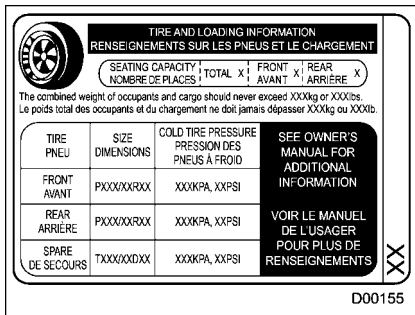 TIRE AND LOADING INFORMATION
RENSEIGNEMENTS SUR LES PNEUS ET LE CHARGEMENT
SEATING CAPACITY
NOMBRE DE PLACES
TOTAL X
FRONT
AVANT
X
REAR
ARRIÈRE
X
The combined weight of occupants and cargo should never exceed XXXkg or XXXlbs.
Le poids total des occupants et du chargement ne doit jamais dépasser XXXkg ou XXXlb.
TIRE
PNEU
SIZE
DIMENSIONS
COLD TIRE PRESSURE
PRESSION DES
PNEUS À FROID
FRONT
AVANT
PXXX/XXRXX
XXXKPA, XXPSI
REAR
ARRIÈRE
PXXX/XXRXX
XXXKPA, XXPSI
SPARE
DE SECOURS
TXXX/XXDXX
XXXKPA, XXPSI
SEE OWNER'S
MANUAL FOR
ADDITIONAL
INFORMATION
VOIR LE MANUEL
DE L'USAGER
POUR PLUS DE
RENSEIGNEMENTS
XX
D00155